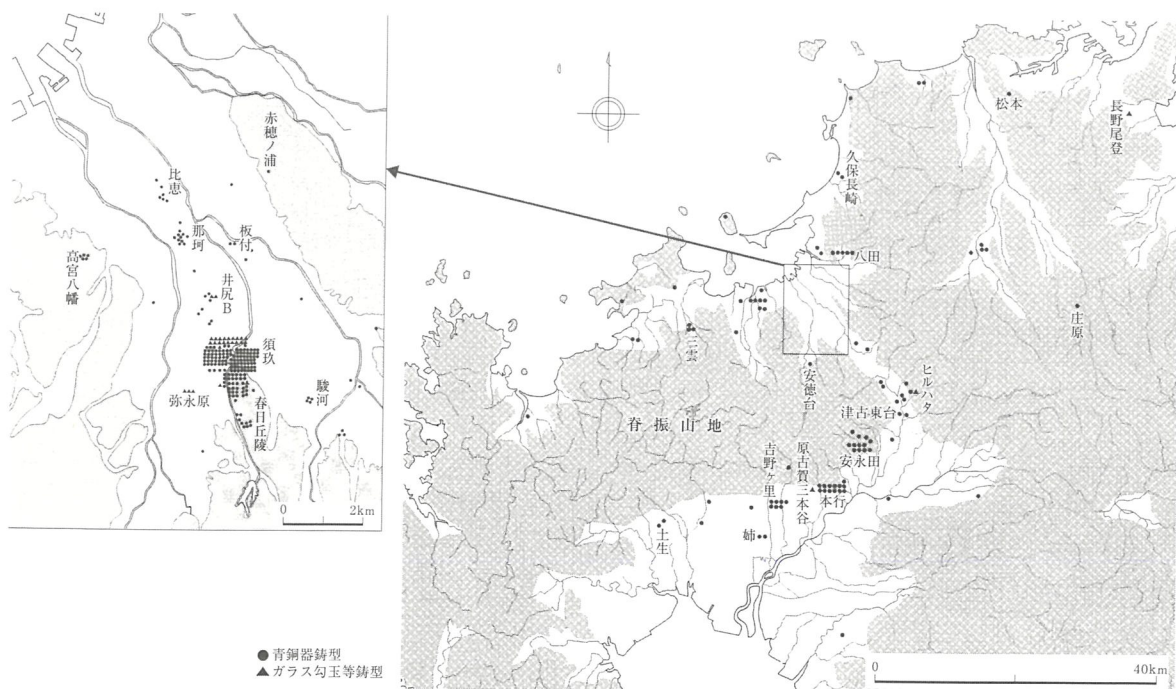 赤穂ノ浦
比恵
那珂
板付
高宮八幡
井尻B
須玖
弥永原
春日丘陵
駿河
0 2km
●青銅器鋳型
▲ガラス勾玉等鋳型
松本
長野尾登
久保長崎
八田
庄原
三雲
安徳台
ヒルハタ
津古東台
脊振山地
安永田
吉野ヶ里
原古賀三本谷
本行
姉
土生
0 40km